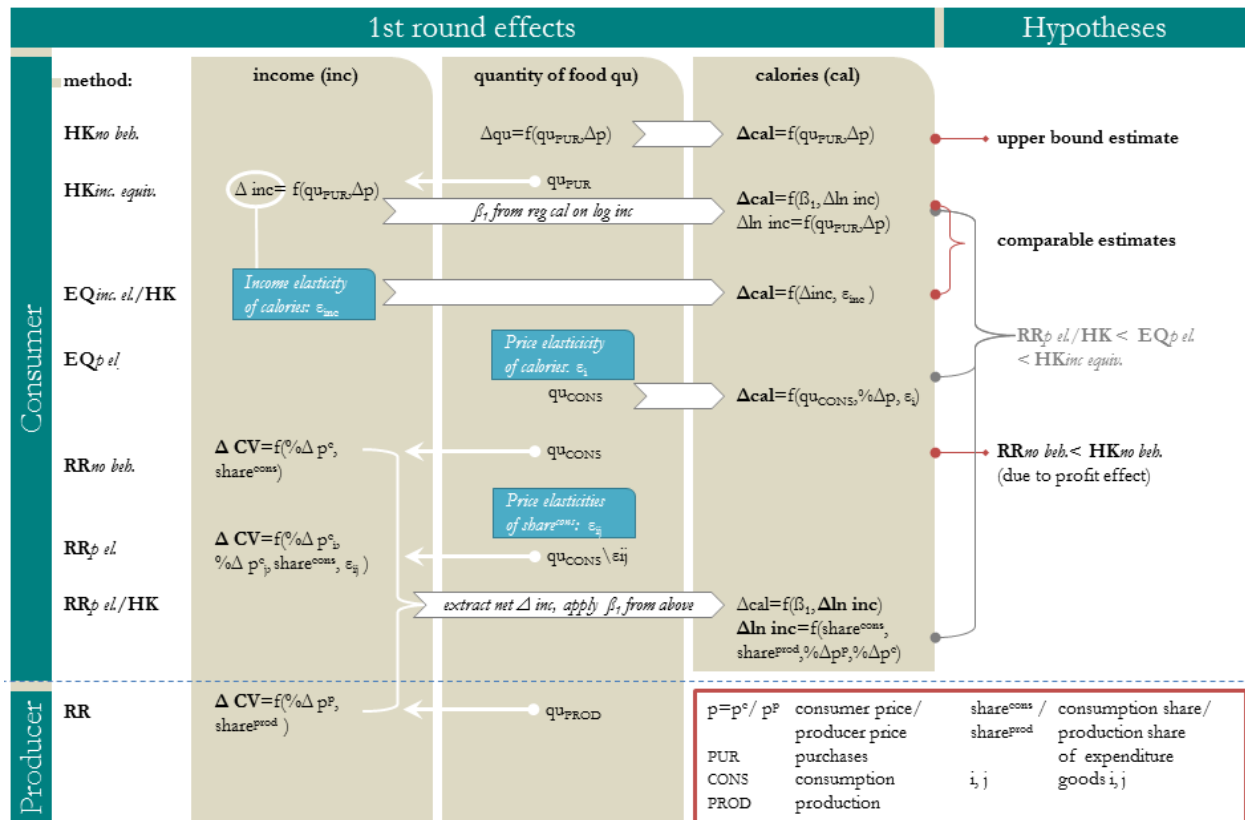 1st round effects
Hypotheses
Consumer
method:
income (inc)
quantity of food qu)
calories (cal)
HKno beh.
Δqu=f(quPUR,Δp)
Δcal=f(quPUR,Δp)
upper bound estimate
HKinc. equiv.
Δ inc= f(quPUR,Δp)
quPUR
ß1 from reg cal on log inc
Δcal=f(ß1, Δln inc)
Δln inc=f(quPUR,Δp)
comparable estimates
EQinc. el./HK
Income elasticity
of calories: εinc
Δcal=f(Δinc, εinc )
EQp el.
Price elasticicity
of calories: εi
quCONS
Δcal=f(quCONS,%Δp, εi)
RRp el./HK < EQp el.
< HKinc equiv.
RRno beh.
Δ CV=f(%Δ pc,
sharecons)
quCONS
RRno beh.< HKno beh.
(due to profit effect)
Price elasticities
of sharecons: εij
RRp el.
Δ CV=f(%Δ pci,
%Δ pcj, sharecons, εij )
quCONS\εij
RRp el./HK
extract net Δ inc, apply ß1 from above
Δcal=f(ß1, Δln inc)
Δln inc=f(sharecons,
shareprod,%Δpp,%Δpc)
Producer
RR
Δ CV=f(%Δ pp,
shareprod )
quPROD
p=pc/ pp consumer price/ sharecons / consumption share/
producer price shareprod production share
PUR purchases of expenditure
CONS consumption i, j goods i, j
PROD production